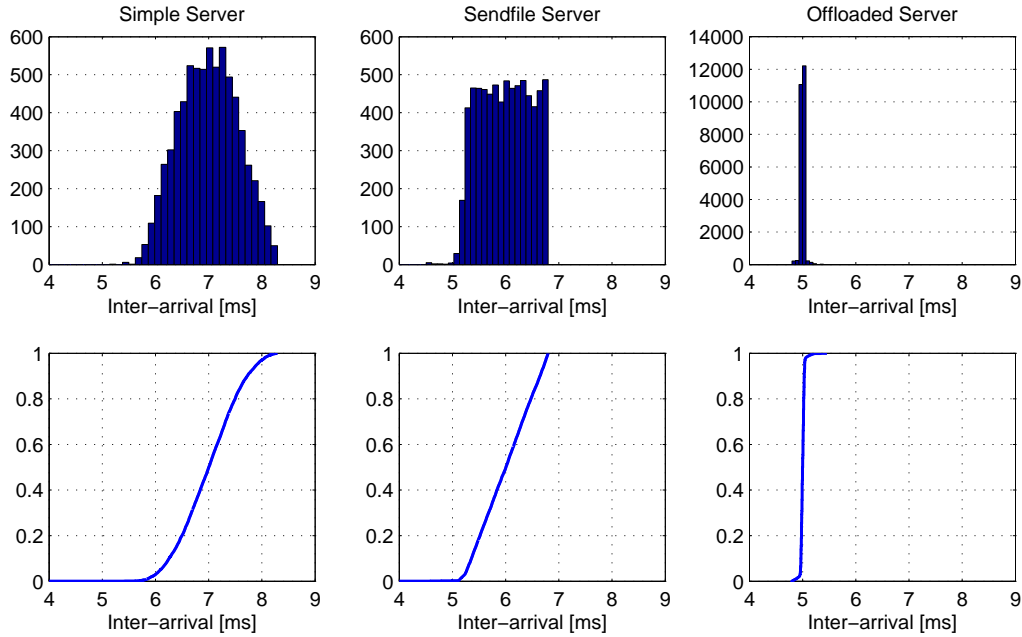 Simple Server
Sendfile Server
Offloaded Server
600
500
400
300
200
100
0
4 5 6 7 8 9
Inter−arrival [ms]
600
500
400
300
200
100
0
4 5 6 7 8 9
Inter−arrival [ms]
14000
12000
10000
8000
6000
4000
2000
0
4 5 6 7 8 9
Inter−arrival [ms]
1
0.8
0.6
0.4
0.2
0
4 5 6 7 8 9
Inter−arrival [ms]
1
0.8
0.6
0.4
0.2
0
4 5 6 7 8 9
Inter−arrival [ms]
1
0.8
0.6
0.4
0.2
0
4 5 6 7 8 9
Inter−arrival [ms]